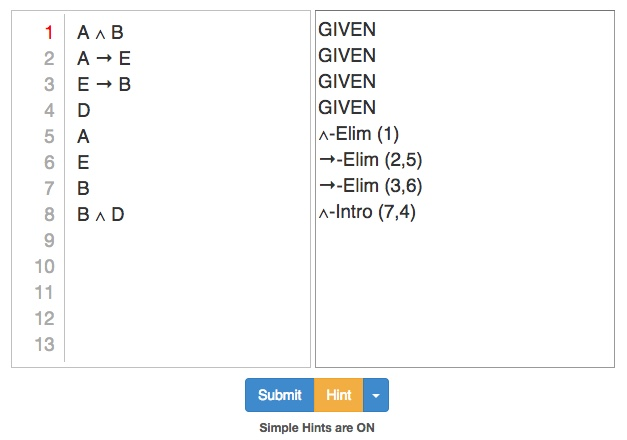 1 A ∧ B GIVEN
2 A → E GIVEN
3 E → B GIVEN
4 D GIVEN
5 A ∧-Elim (1)
6 E →-Elim (2,5)
7 B →-Elim (3,6)
8 B ∧ D ∧-Intro (7,4)
9
10
11
12
13
Submit Hint
Simple Hints are ON